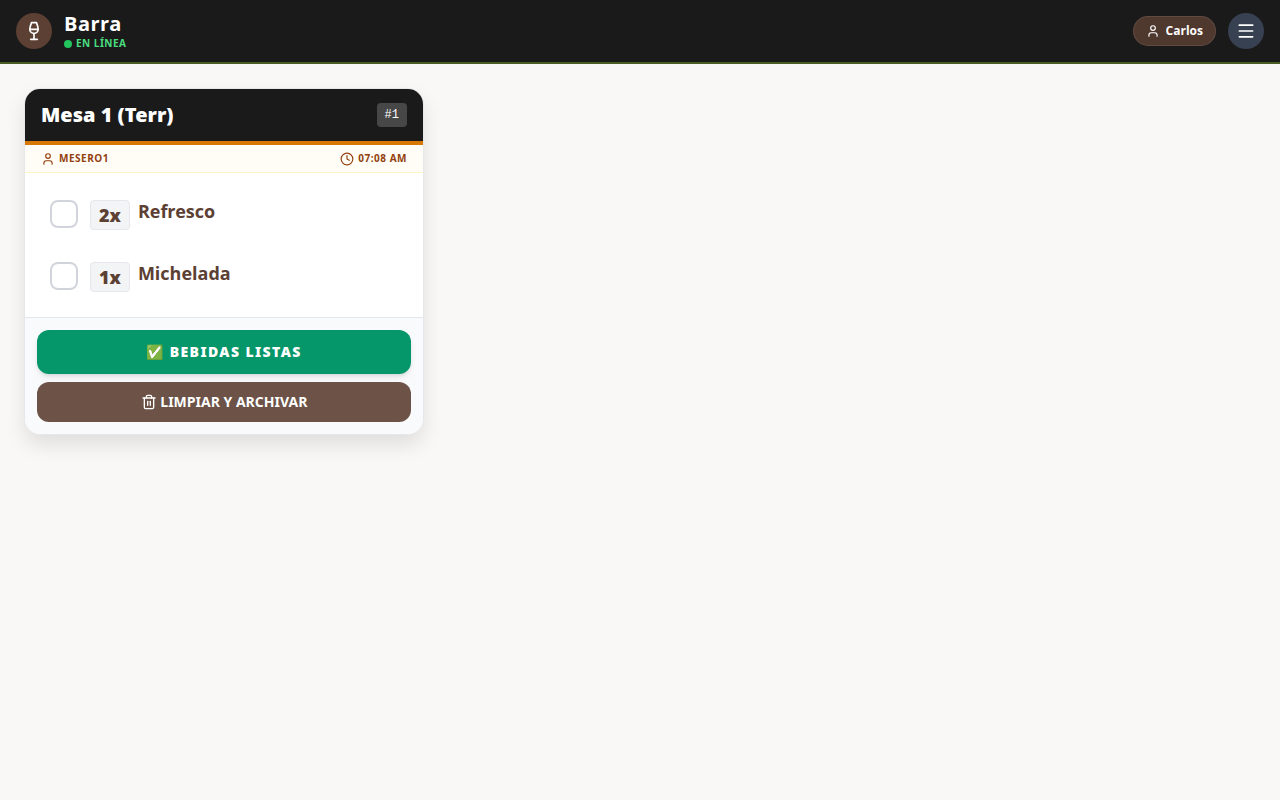 Barra
EN LÍNEA
Carlos
Mesa 1 (Terr)
#1
MESERO1
07:08 AM
2x Refresco
1x Michelada
✅ BEBIDAS LISTAS
LIMPIAR Y ARCHIVAR